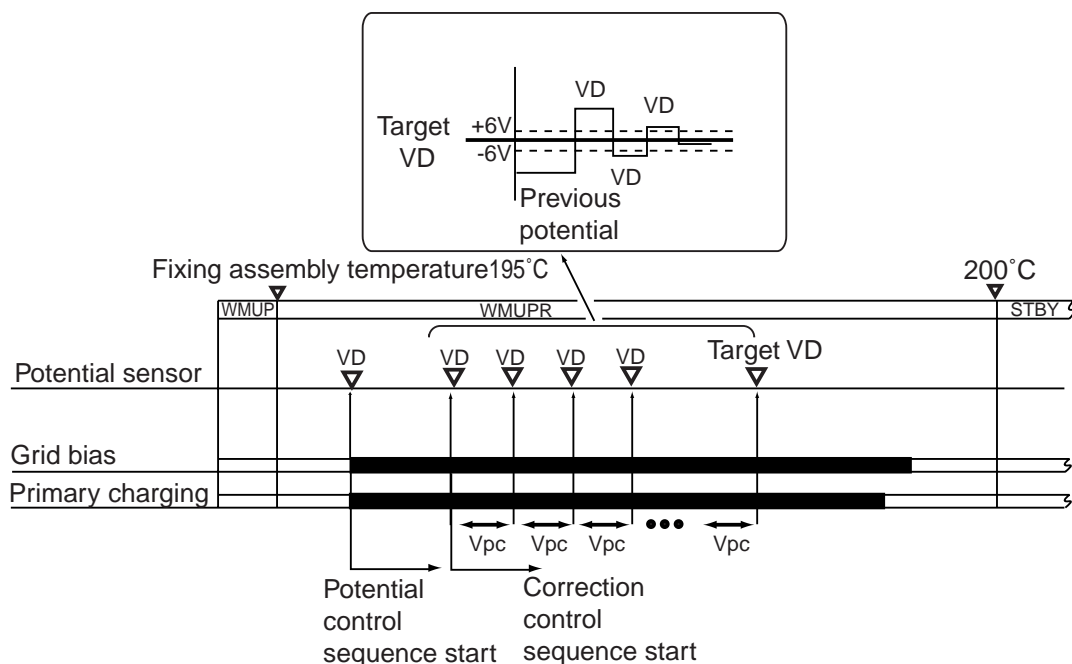 VD
VD
+6V
Target
VD
-6V
VD
Previous
potential
Fixing assembly temperature195°C
200°C
WMUP
WMUPR
STBY
VD
VD
VD
VD
VD
Target VD
Potential sensor
Grid bias
Primary charging
Vpc
Vpc
Vpc
Vpc
Potential
control
sequence start
Correction
control
sequence start